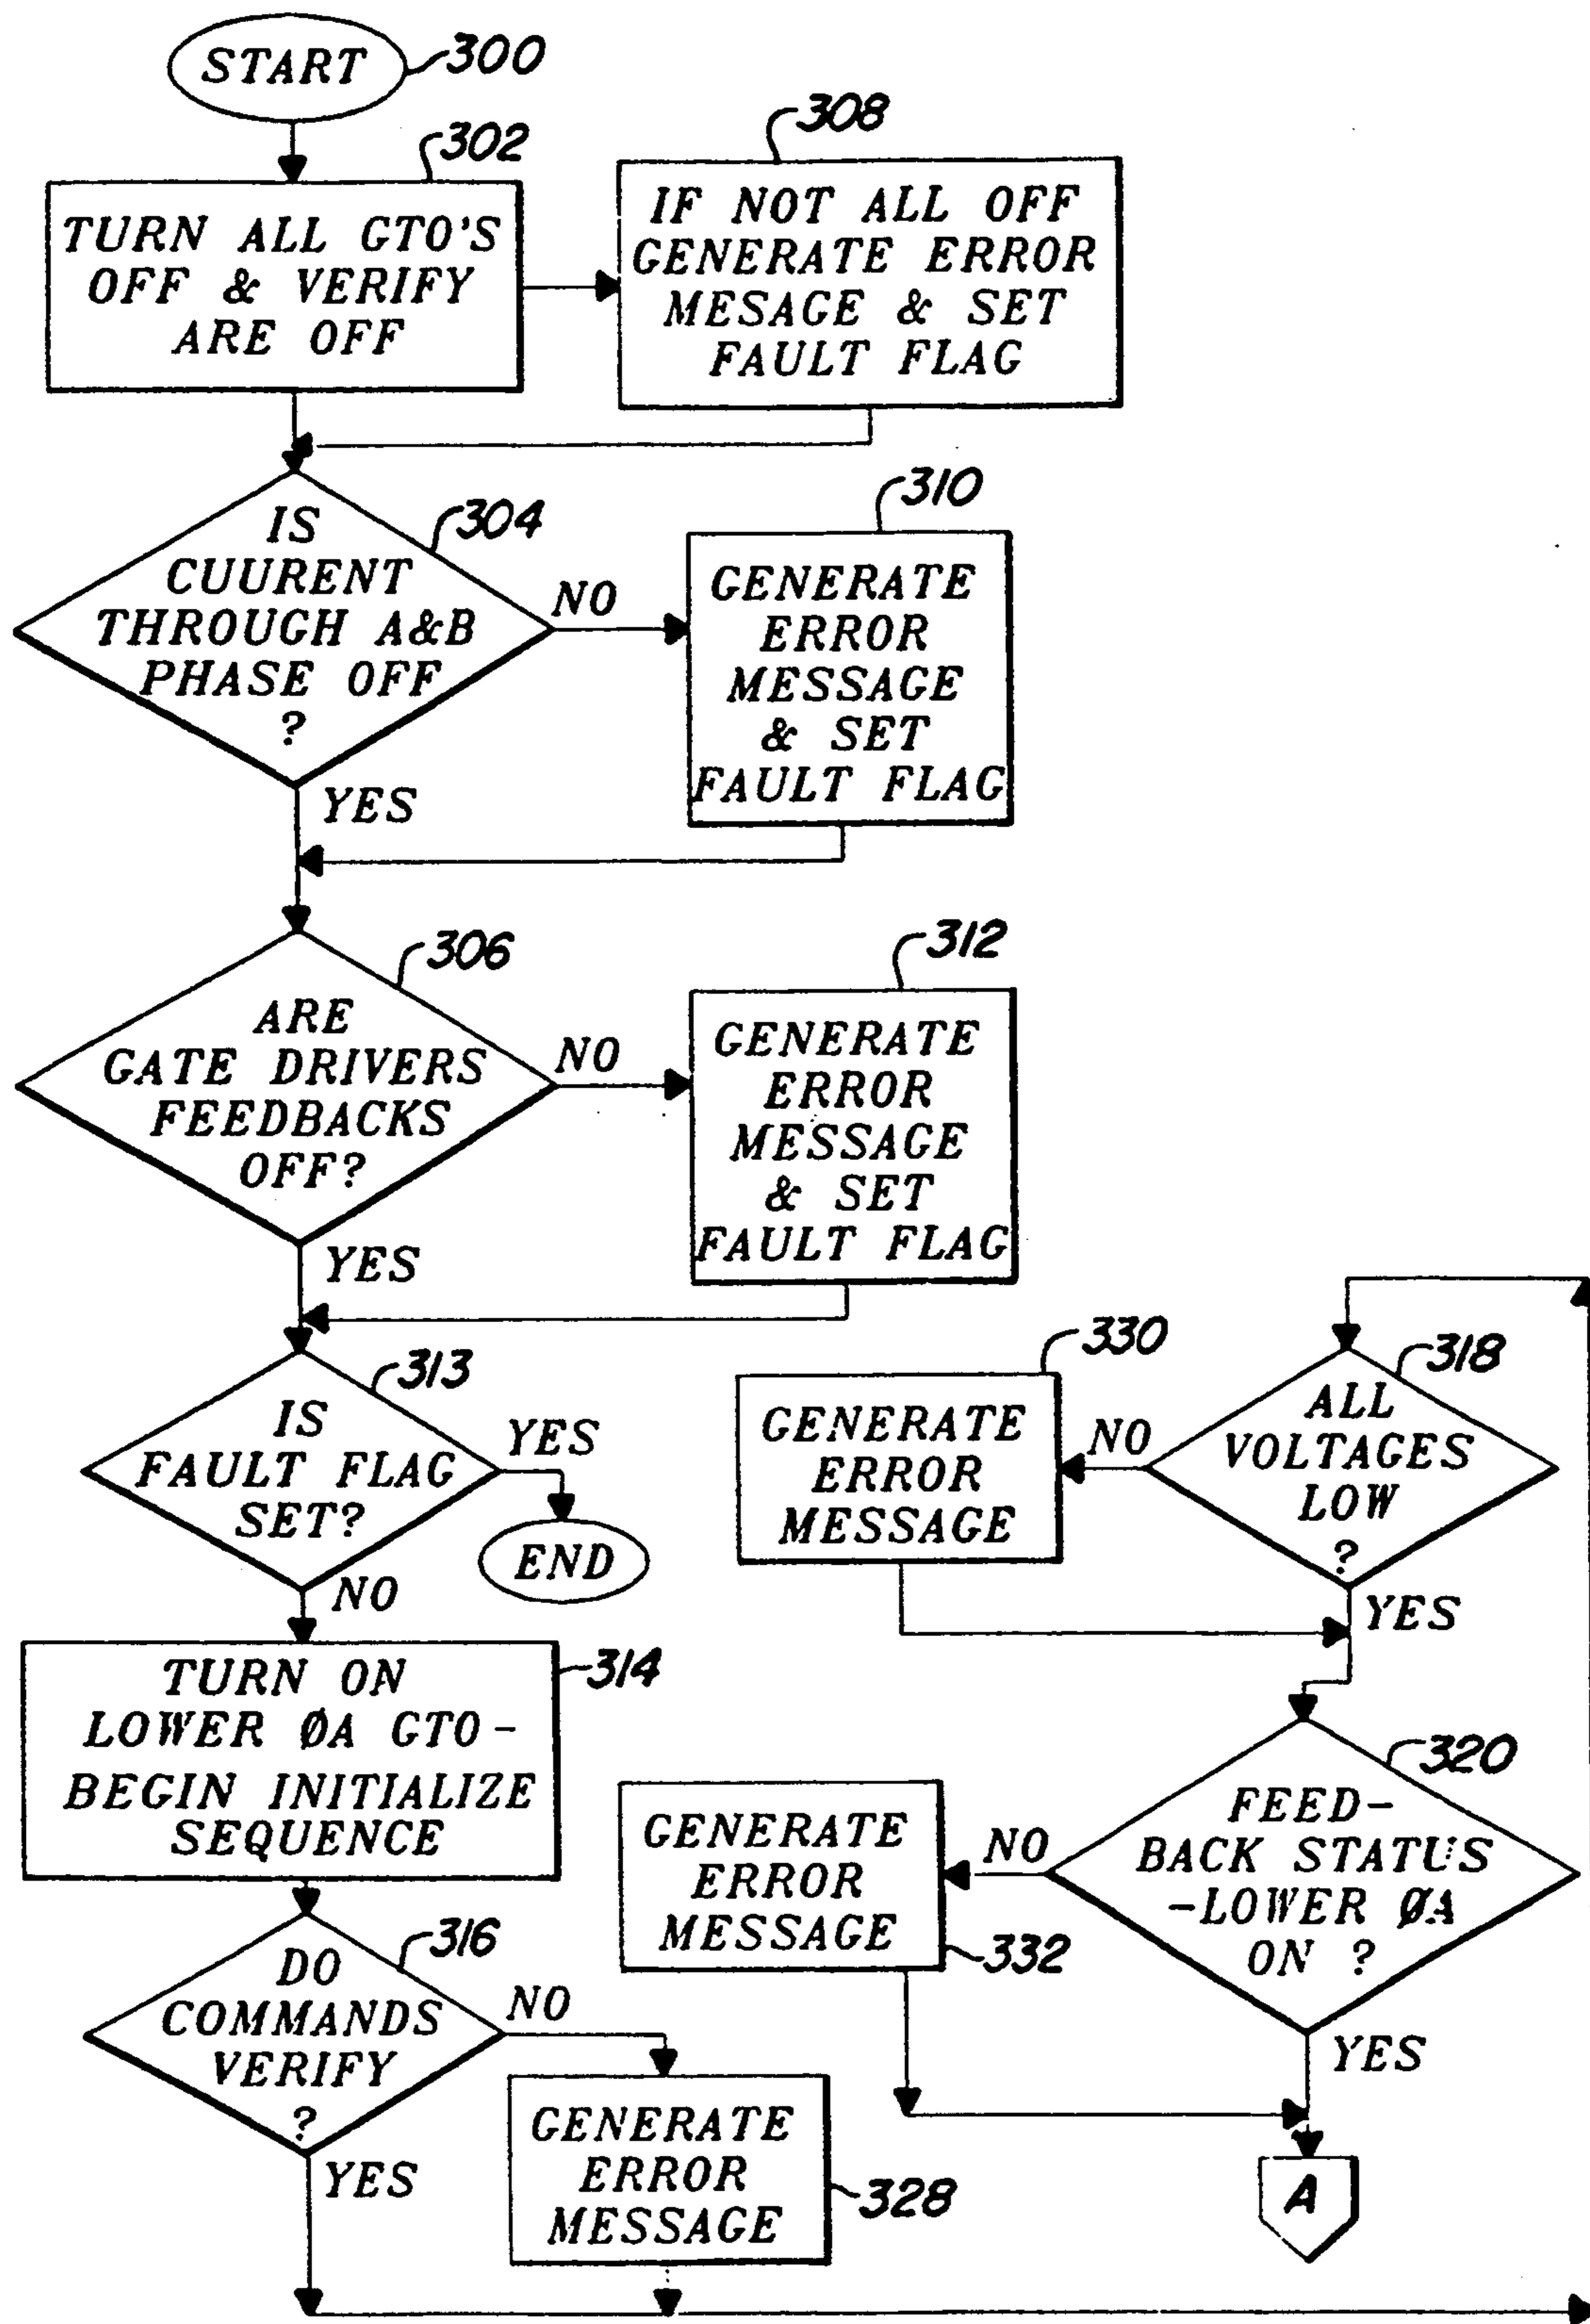 START
300
302
TURN ALL GTO'S
OFF & VERIFY
ARE OFF
308
IF NOT ALL OFF
GENERATE ERROR
MESAGE & SET
FAULT FLAG
304
IS
CUURENT
THROUGH A&B
PHASE OFF
?
NO
YES
310
GENERATE
ERROR
MESSAGE
& SET
FAULT FLAG
306
ARE
GATE DRIVERS
FEEDBACKS
OFF?
NO
YES
312
GENERATE
ERROR
MESSAGE
& SET
FAULT FLAG
313
IS
FAULT FLAG
SET?
YES
END
NO
314
TURN ON
LOWER ØA GTO-
BEGIN INITIALIZE
SEQUENCE
316
DO
COMMANDS
VERIFY
?
NO
YES
GENERATE
ERROR
MESSAGE
328
318
ALL
VOLTAGES
LOW
?
NO
YES
330
GENERATE
ERROR
MESSAGE
320
FEED-
BACK STATUS
-LOWER ØA
ON ?
NO
YES
GENERATE
ERROR
MESSAGE
332
A